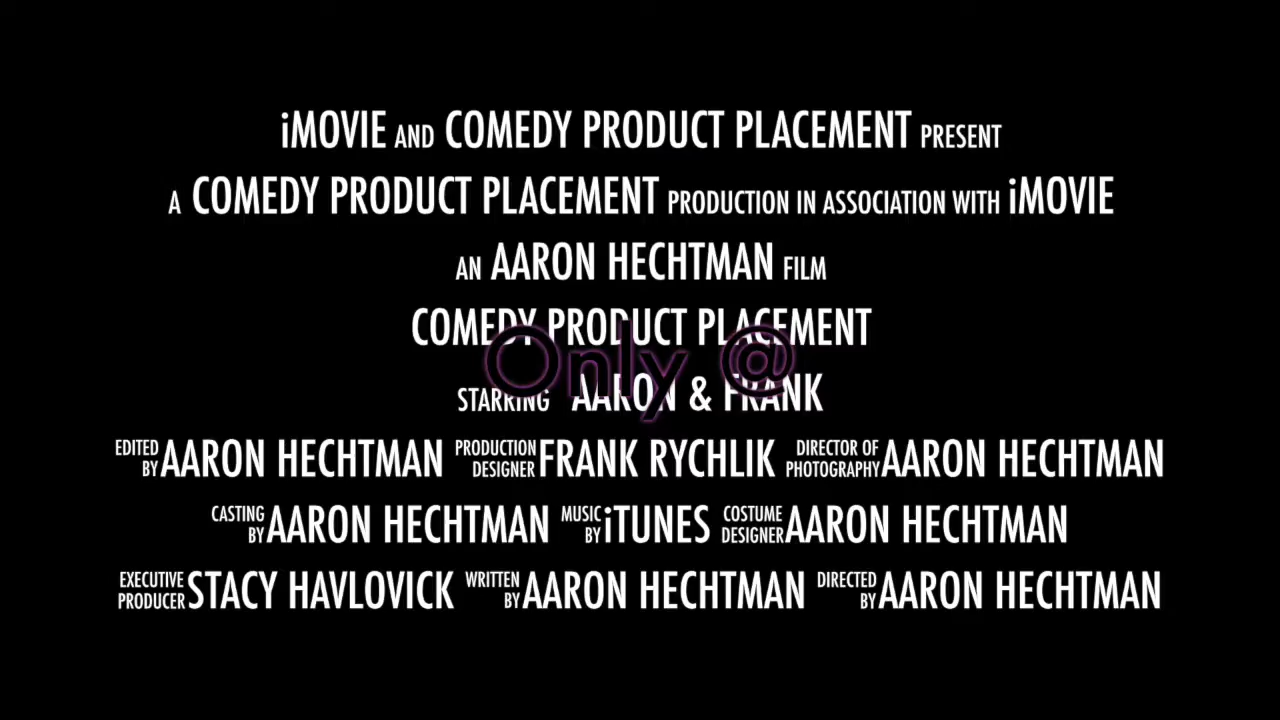 iMOVIE AND COMEDY PRODUCT PLACEMENT PRESENT
A COMEDY PRODUCT PLACEMENT PRODUCTION IN ASSOCIATION WITH iMOVIE
AN AARON HECHTMAN FILM
COMEDY PRODUCT PLACEMENT
Only @
STARRING AARON & FRANK
EDITED BY AARON HECHTMAN PRODUCTION DESIGNER FRANK RYCHLIK DIRECTOR OF PHOTOGRAPHY AARON HECHTMAN
CASTING BY AARON HECHTMAN MUSIC BY iTUNES COSTUME DESIGNER AARON HECHTMAN
EXECUTIVE PRODUCER STACY HAVLOVICK WRITTEN BY AARON HECHTMAN DIRECTED BY AARON HECHTMAN